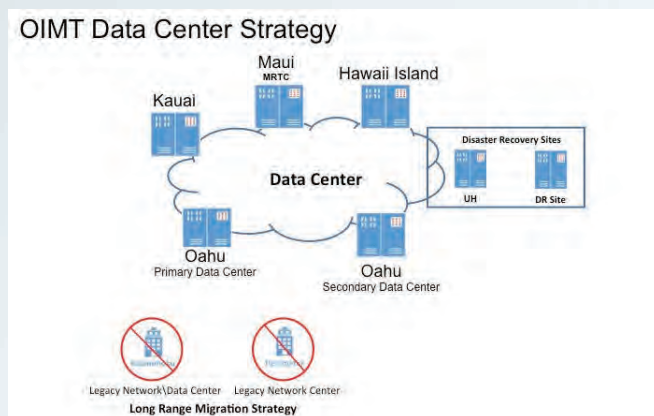 OIMT Data Center Strategy
Maui
MRTC
Hawaii Island
Kauai
Disaster Recovery Sites
Data Center
UH
DR Site
Oahu
Primary Data Center
Oahu
Secondary Data Center
Legacy Network\Data Center
Legacy Network Center
Long Range Migration Strategy